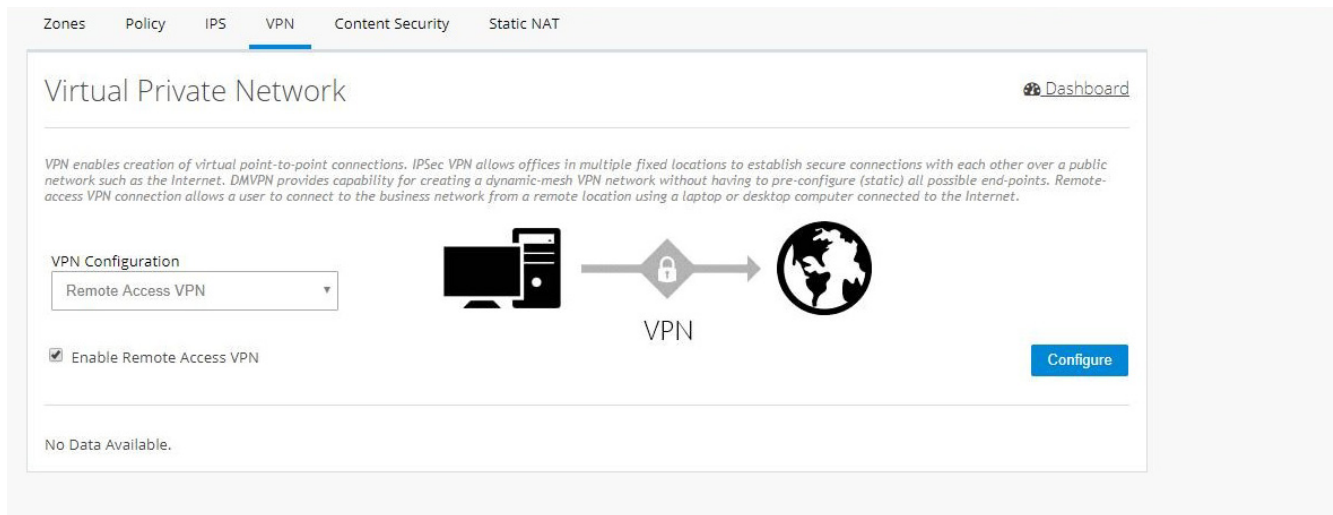 Zones Policy IPS VPN Content Security Static NAT
Virtual Private Network
Dashboard
VPN enables creation of virtual point-to-point connections. IPSec VPN allows offices in multiple fixed locations to establish secure connections with each other over a public
network such as the Internet. DMVPN provides capability for creating a dynamic-mesh VPN network without having to pre-configure (static) all possible end-points. Remote-
access VPN connection allows a user to connect to the business network from a remote location using a laptop or desktop computer connected to the Internet.
VPN Configuration
Remote Access VPN
VPN
Enable Remote Access VPN
Configure
No Data Available.